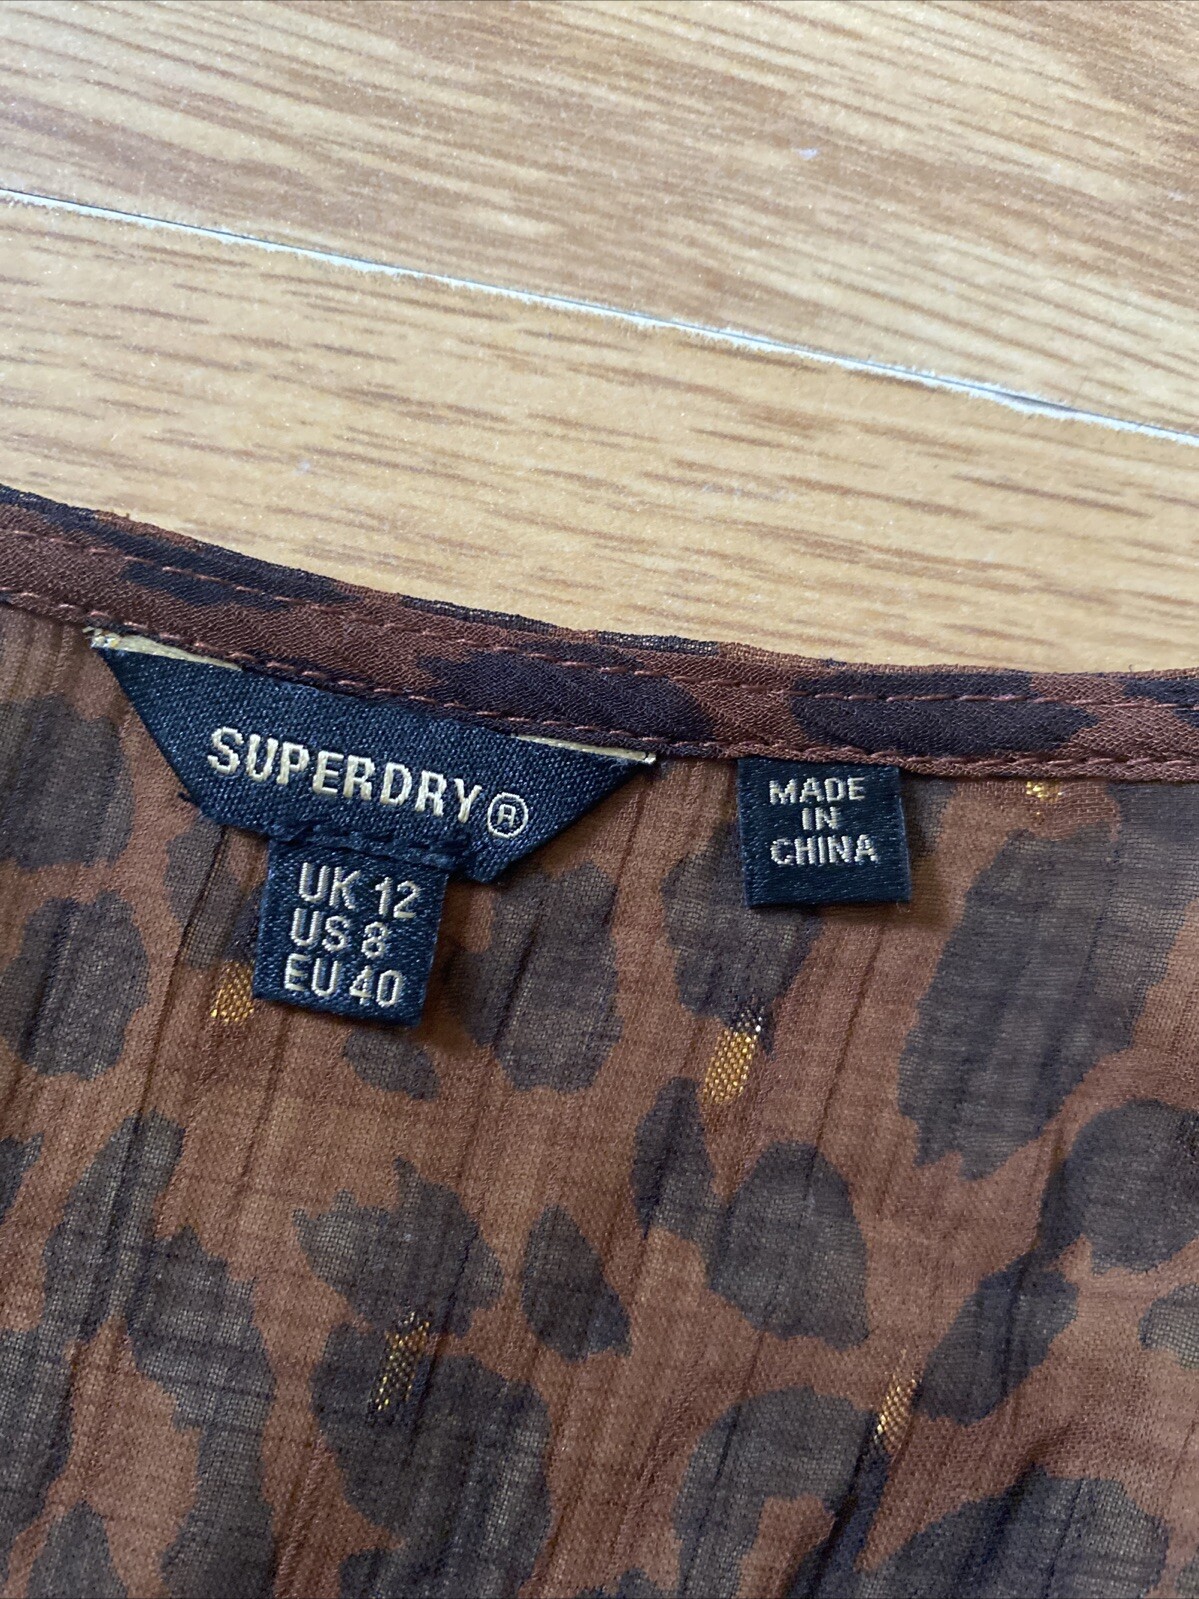 SUPERDRY®
UK 12
US 8
EU 40
MADE
IN
CHINA